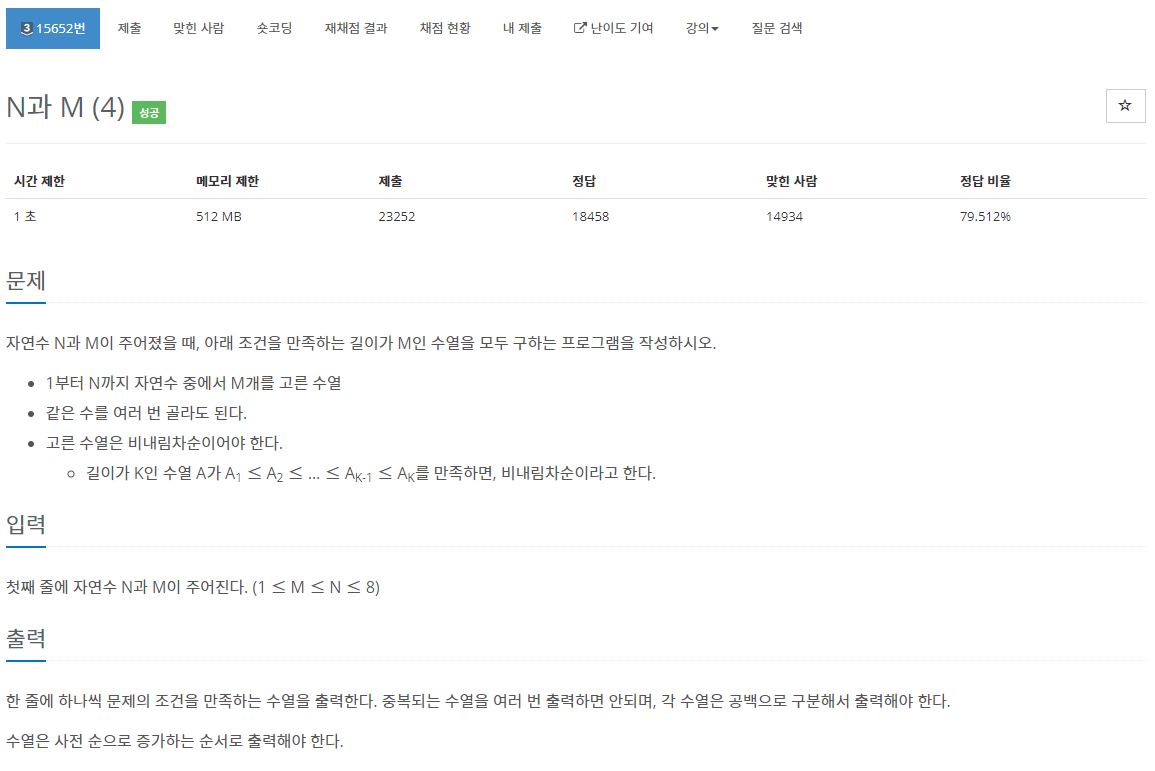 3 15652번 제출 맞힌 사람 숏코딩 재채점 결과 채점 현황 내 제출 난이도 기여 강의 질문 검색
N과 M (4) 성공
시간 제한 메모리 제한 제출 정답 맞힌 사람 정답 비율
1 초 512 MB 23252 18458 14934 79.512%
문제
자연수 N과 M이 주어졌을 때, 아래 조건을 만족하는 길이가 M인 수열을 모두 구하는 프로그램을 작성하시오.
1부터 N까지 자연수 중에서 M개를 고른 수열
같은 수를 여러 번 골라도 된다.
고른 수열은 비내림차순이어야 한다.
길이가 K인 수열 A가 A₁ ≤ A₂ ≤ ... ≤ Aₖ₋₁ ≤ Aₖ를 만족하면, 비내림차순이라고 한다.
입력
첫째 줄에 자연수 N과 M이 주어진다. (1 ≤ M ≤ N ≤ 8)
출력
한 줄에 하나씩 문제의 조건을 만족하는 수열을 출력한다. 중복되는 수열을 여러 번 출력하면 안되며, 각 수열은 공백으로 구분해서 출력해야 한다.
수열은 사전 순으로 증가하는 순서로 출력해야 한다.